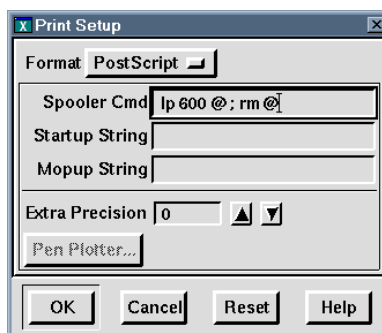 Print Setup
Format PostScript
Spooler Cmd lp 600 @ ; rm @
Startup String
Mopup String
Extra Precision 0
Pen Plotter...
OK Cancel Reset Help